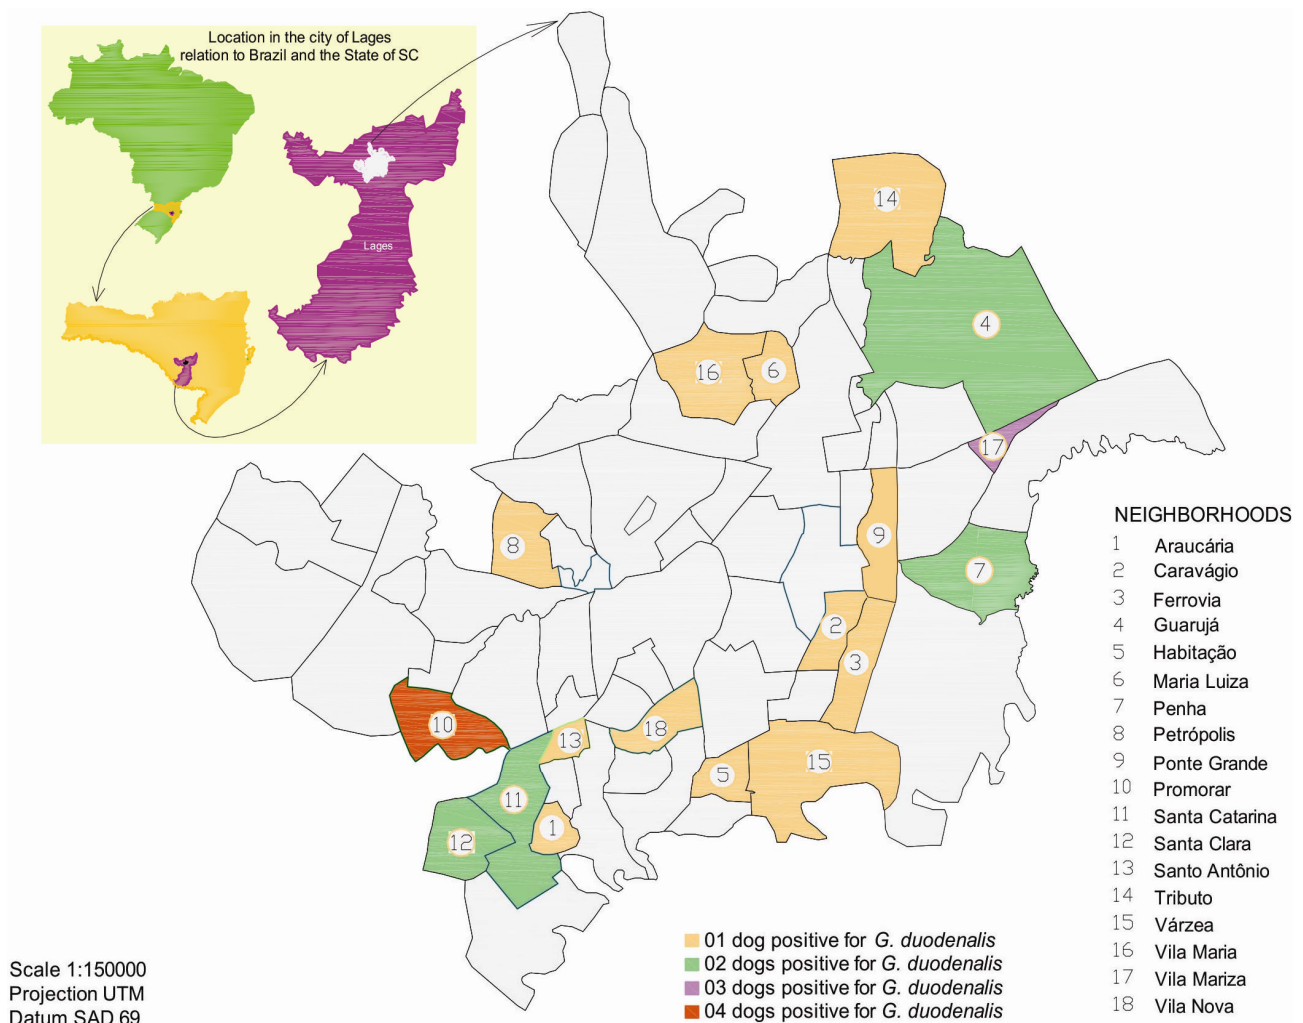 Location in the city of Lages
relation to Brazil and the State of SC
Lages
14
4
16
6
17
8
9
7
2
3
10
13
18
15
5
11
1
12
NEIGHBORHOODS
1 Araucária
2 Caravágio
3 Ferrovia
4 Guarujá
5 Habitação
6 Maria Luiza
7 Penha
8 Petrópolis
9 Ponte Grande
10 Promorar
11 Santa Catarina
12 Santa Clara
13 Santo Antônio
14 Tributo
15 Várzea
16 Vila Maria
17 Vila Mariza
18 Vila Nova
01 dog positive for G. duodenalis
02 dogs positive for G. duodenalis
03 dogs positive for G. duodenalis
04 dogs positive for G. duodenalis
Scale 1:150000
Projection UTM
Datum SAD 69